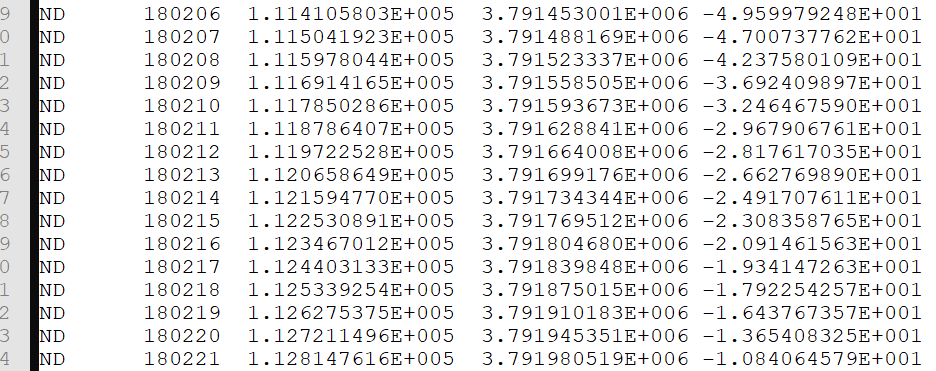 9 ND 180206 1.114105803E+005 3.791453001E+006 -4.959979248E+001
0 ND 180207 1.115041923E+005 3.791488169E+006 -4.700737762E+001
1 ND 180208 1.115978044E+005 3.791523337E+006 -4.237580109E+001
2 ND 180209 1.116914165E+005 3.791558505E+006 -3.692409897E+001
3 ND 180210 1.117850286E+005 3.791593673E+006 -3.246467590E+001
4 ND 180211 1.118786407E+005 3.791628841E+006 -2.967906761E+001
5 ND 180212 1.119722528E+005 3.791664008E+006 -2.817617035E+001
6 ND 180213 1.120658649E+005 3.791699176E+006 -2.662769890E+001
7 ND 180214 1.121594770E+005 3.791734344E+006 -2.491707611E+001
8 ND 180215 1.122530891E+005 3.791769512E+006 -2.308358765E+001
9 ND 180216 1.123467012E+005 3.791804680E+006 -2.091461563E+001
0 ND 180217 1.124403133E+005 3.791839848E+006 -1.934147263E+001
1 ND 180218 1.125339254E+005 3.791875015E+006 -1.792254257E+001
2 ND 180219 1.126275375E+005 3.791910183E+006 -1.643767357E+001
3 ND 180220 1.127211496E+005 3.791945351E+006 -1.365408325E+001
4 ND 180221 1.128147616E+005 3.791980519E+006 -1.084064579E+001